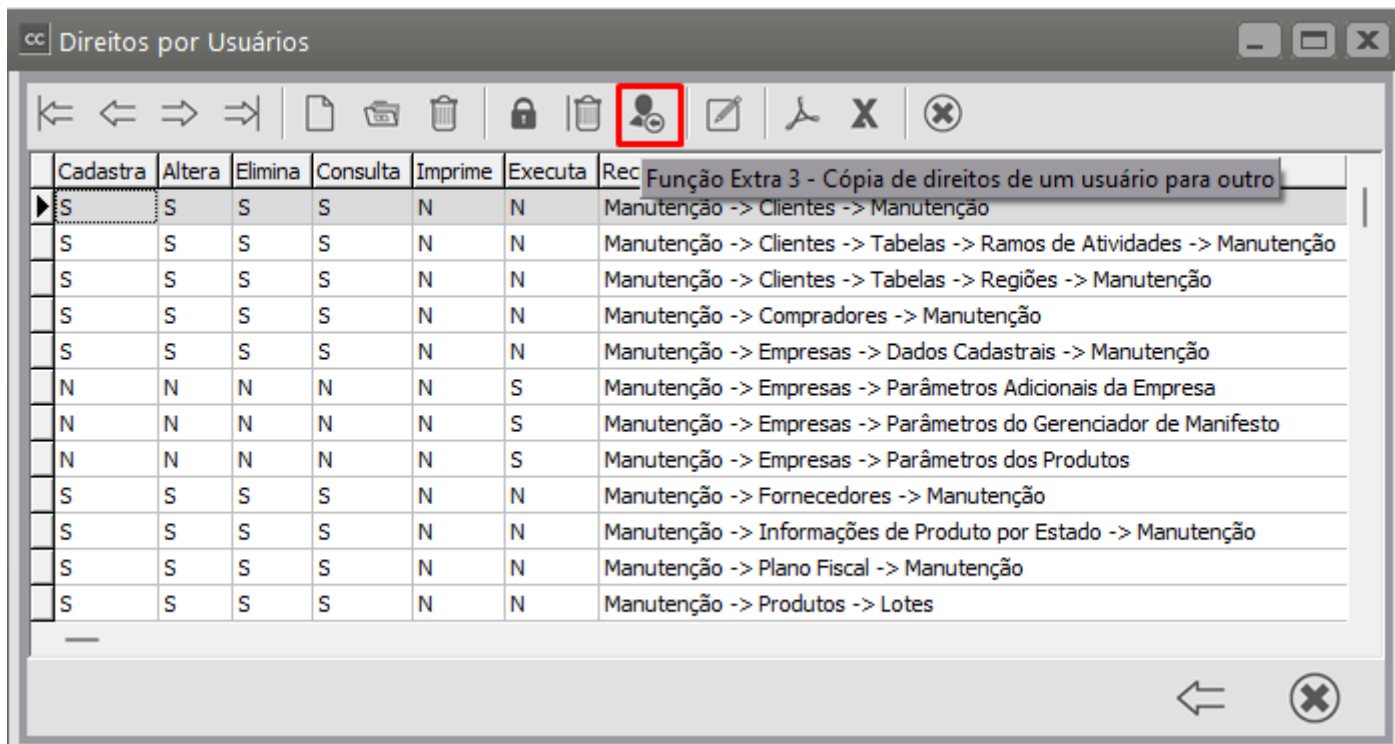 cc Direitos por Usuários
X
Cadastra Altera Elimina Consulta Imprime Executa Rec
Função Extra 3 - Cópia de direitos de um usuário para outro
S S S S N N Manutenção -> Clientes -> Manutenção
S S S S N N Manutenção -> Clientes -> Tabelas -> Ramos de Atividades -> Manutenção
S S S S N N Manutenção -> Clientes -> Tabelas -> Regiões -> Manutenção
S S S S N N Manutenção -> Compradores -> Manutenção
S S S S N N Manutenção -> Empresas -> Dados Cadastrais -> Manutenção
N N N N N S Manutenção -> Empresas -> Parâmetros Adicionais da Empresa
N N N N N S Manutenção -> Empresas -> Parâmetros do Gerenciador de Manifesto
N N N N N S Manutenção -> Empresas -> Parâmetros dos Produtos
S S S S N N Manutenção -> Fornecedores -> Manutenção
S S S S N N Manutenção -> Informações de Produto por Estado -> Manutenção
S S S S N N Manutenção -> Plano Fiscal -> Manutenção
S S S S N N Manutenção -> Produtos -> Lotes